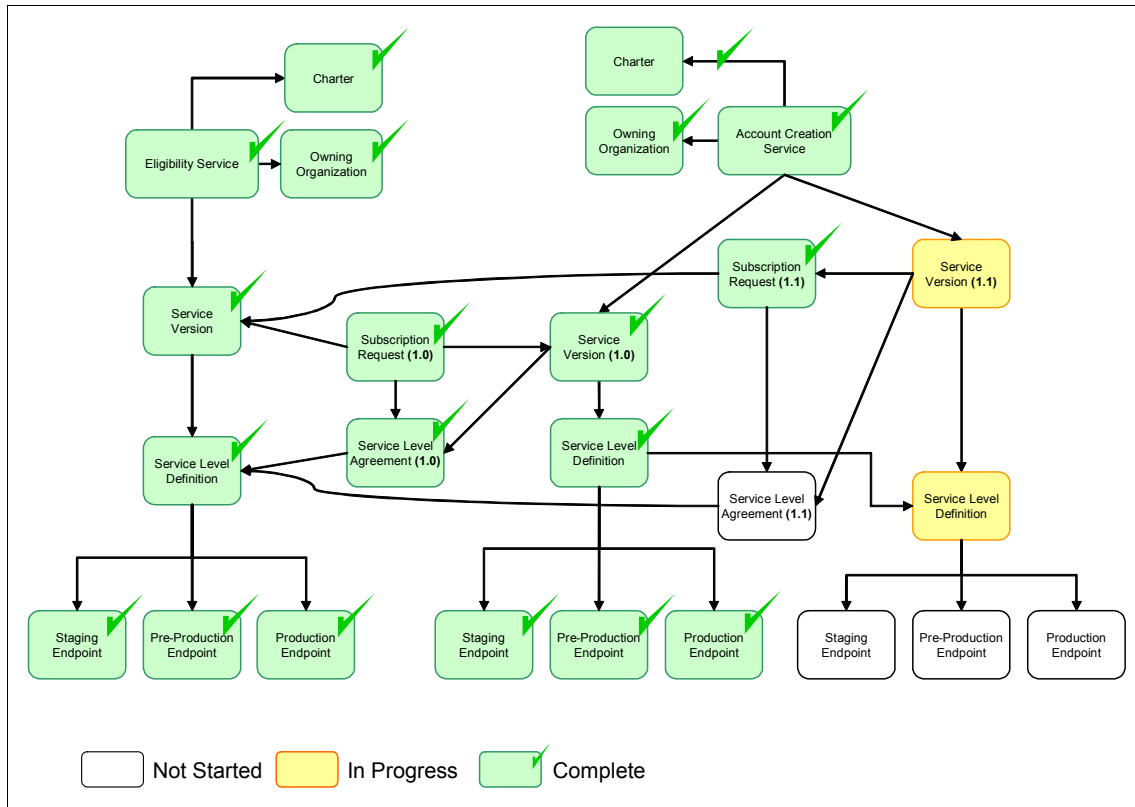 Charter
Charter
Eligibility Service
Owning
Organization
Owning
Organization
Account Creation
Service
Subscription
Request (1.1)
Service
Version (1.1)
Service
Version
Subscription
Request (1.0)
Service
Version (1.0)
Service Level
Definition
Service Level
Agreement (1.0)
Service Level
Definition
Service Level
Agreement (1.1)
Service Level
Definition
Staging
Endpoint
Pre-Production
Endpoint
Production
Endpoint
Staging
Endpoint
Pre-Production
Endpoint
Production
Endpoint
Staging
Endpoint
Pre-Production
Endpoint
Production
Endpoint
Not Started
In Progress
Complete